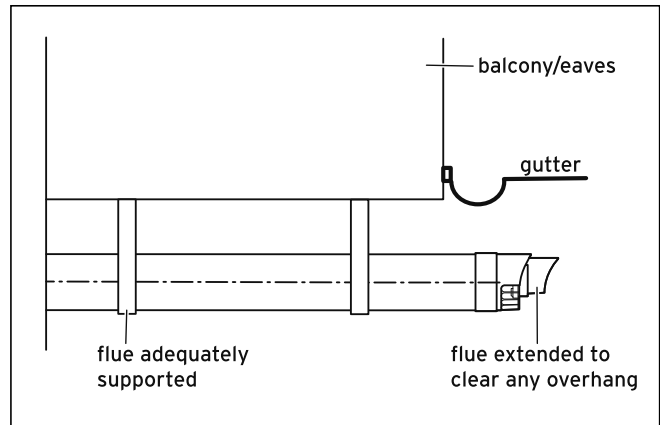 balcony/eaves
gutter
flue adequately
supported
flue extended to
clear any overhang